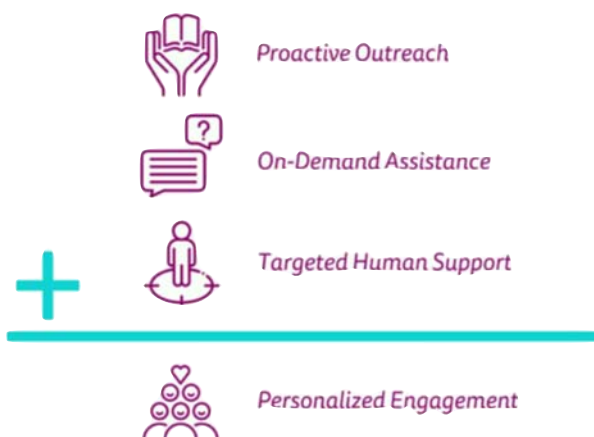 Proactive Outreach
?
On-Demand Assistance
Targeted Human Support
+
Personalized Engagement